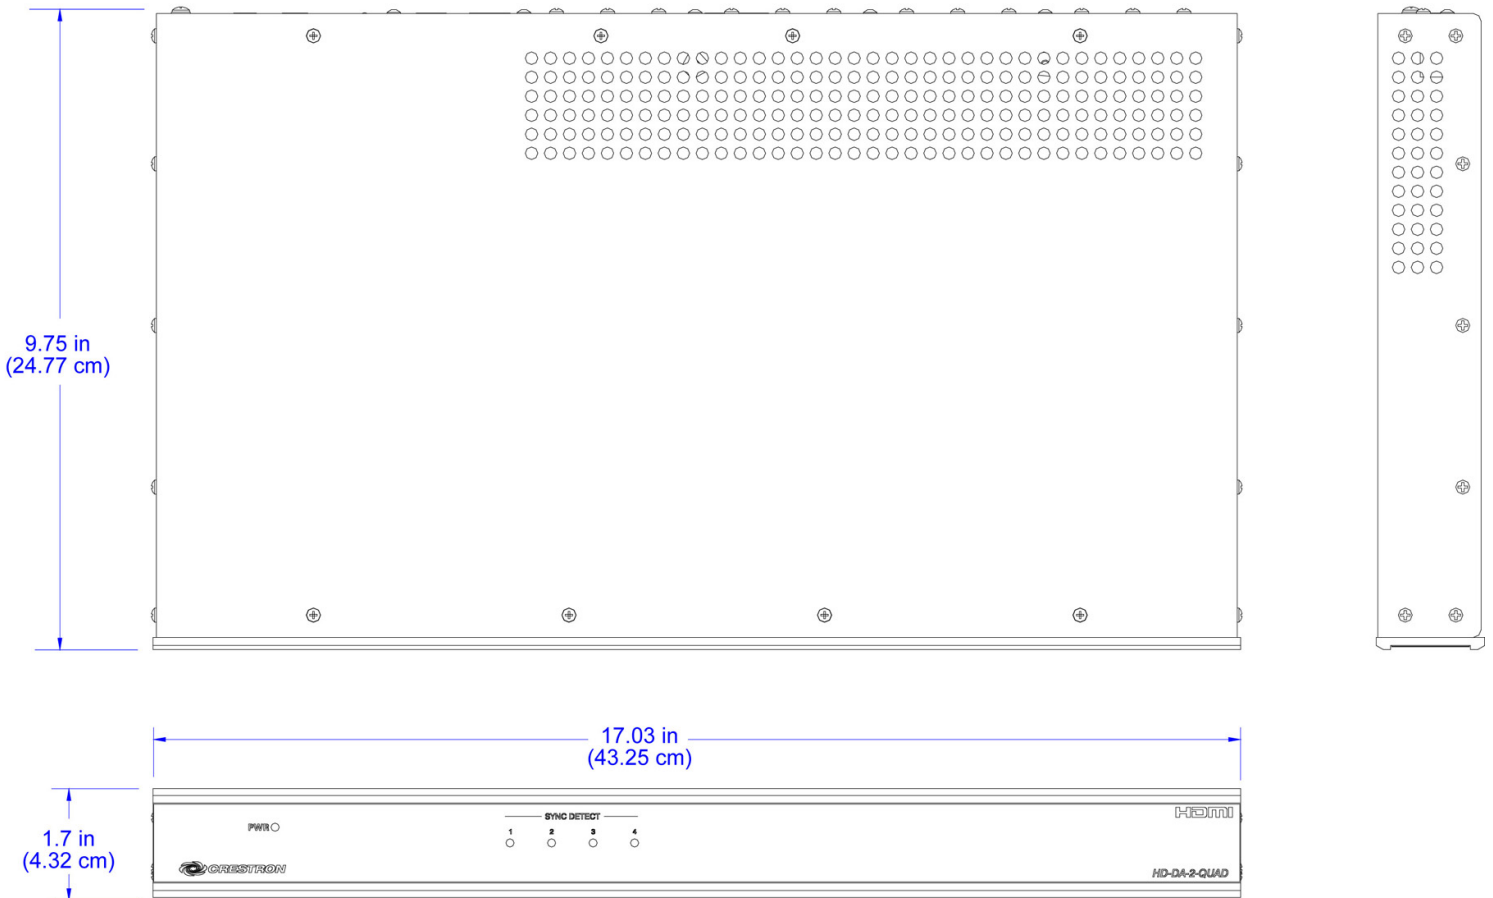 9.75 in
(24.77 cm)
17.03 in
(43.25 cm)
1.7 in
(4.32 cm)
PWR
SYNC DETECT
1 2 3 4
HDMI
CRESTRON
HD-DA-2-QUAD